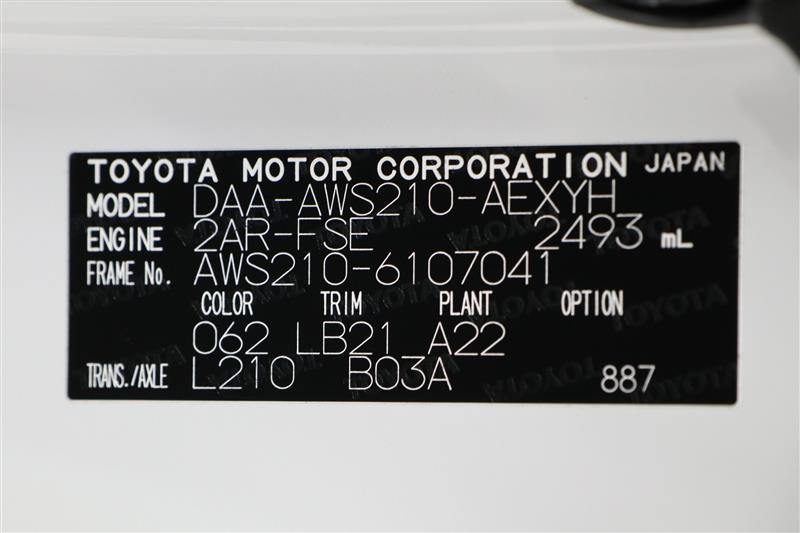 TOYOTA MOTOR CORPORATION JAPAN
MODEL DAA-AWS210-AEXYH
ENGINE 2AR-FSE 2493 mL
FRAME No. AWS210-6107041
COLOR TRIM PLANT OPTION
062 LB21 A22
TRANS./AXLE L210 B03A 887